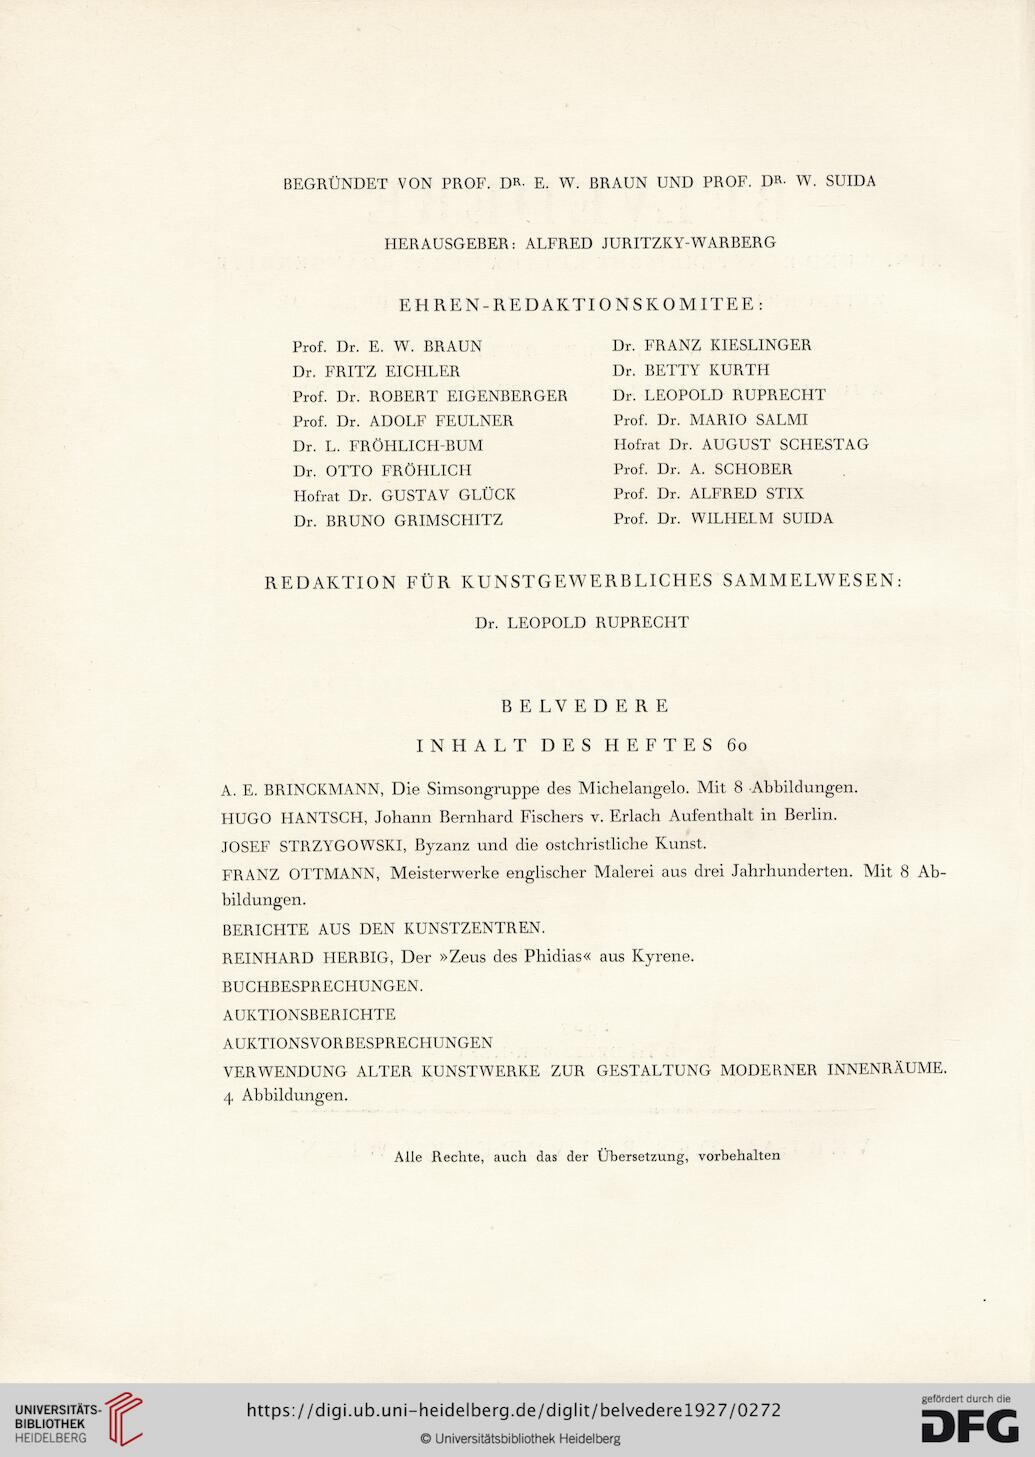 BEGRÜNDET VON PROF. DR. E. W. BRAUN UND PROF. DR. W. SUIDA
HERAUSGEBER: ALFRED JURITZKY-WARBERG
EHREN-REDAKTIONSKOMITEE:
Prof. Dr. E. W. BRAUN
Dr. FRITZ EICHLER
Prof. Dr. ROBERT EIGENBERGER
Prof. Dr. ADOLF FEULNER
Dr. L. FRÖHLICH-BUM
Dr. OTTO FRÖHLICH
Hofrat Dr. GUSTAV GLÜCK
Dr. BRUNO GRIMSCHITZ
Dr. FRANZ KIESLINGER
Dr. BETTY KURTH
Dr. LEOPOLD RUPRECHT
Prof. Dr. MARIO SALMI
Hofrat Dr. AUGUST SCHESTAG
Prof. Dr. A. SCHOBER
Prof. Dr. ALFRED STIX
Prof. Dr. WILHELM SUIDA
REDAKTION FÜR KUNSTGEWERBLICHES SAMMELWESEN:
Dr. LEOPOLD RUPRECHT
BELVEDERE
INHALT DES HEFTES 60
A. E. BRINCKMANN, Die Simsongruppe des Michelangelo. Mit 8 Abbildungen.
HUGO HANTSCH, Johann Bernhard Fischers v. Erlach Aufenthalt in Berlin.
JOSEF STRZYGOWSKI, Byzanz und die ostchristliche Kunst.
FRANZ OTTMANN, Meisterwerke englischer Malerei aus drei Jahrhunderten. Mit 8 Ab-
bildungen.
BERICHTE AUS DEN KUNSTZENTREN.
REINHARD HERBIG, Der »Zeus des Phidias« aus Kyrene.
BUCHBESPRECHUNGEN.
AUKTIONSBERICHTE
AUKTIONSVORBESPRECHUNGEN
VERWENDUNG ALTER KUNSTWERKE ZUR GESTALTUNG MODERNER INNENRÄUME.
4 Abbildungen.
Alle Rechte, auch das der Übersetzung, vorbehalten
UNIVERSITÄTS-
BIBLIOTHEK
HEIDELBERG
https://digi.ub.uni-heidelberg.de/diglit/belvedere1927/0272
© Universitätsbibliothek Heidelberg
gefördert durch die
DFG